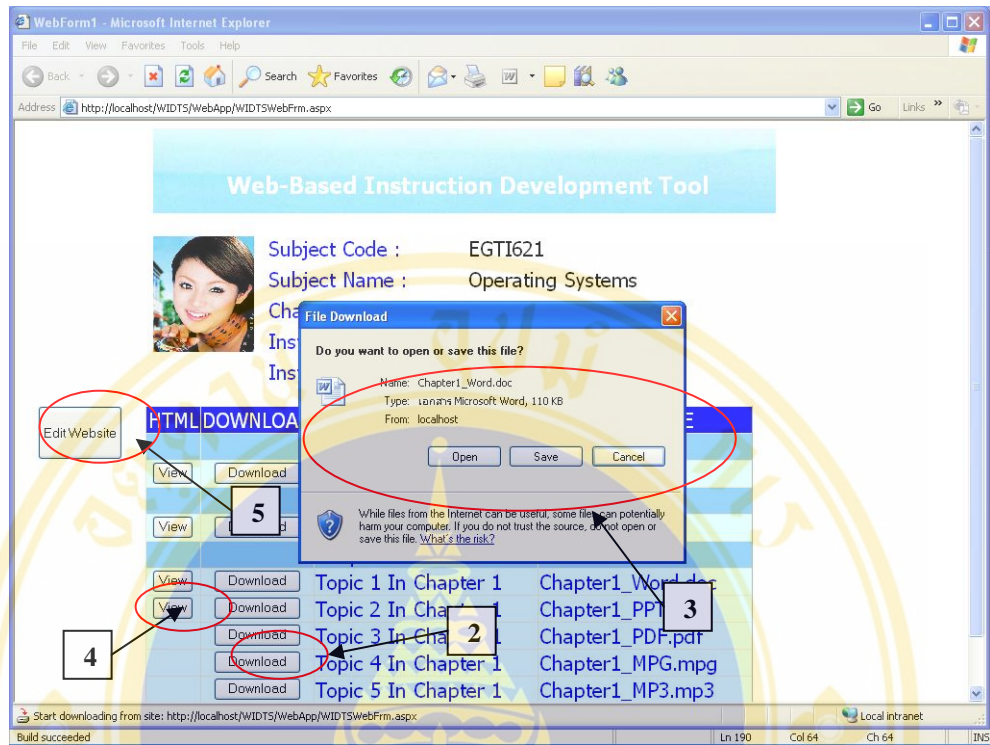 WebForm1 - Microsoft Internet Explorer
File Edit View Favorites Tools Help
Back Search Favorites
Address http://localhost/WIDTS/WebApp/WIDTSWebFrm.aspx Go Links »
Web-Based Instruction Development Tool
Subject Code : EGTI621
Subject Name : Operating Systems
Cha
Ins
Ins
File Download
Do you want to open or save this file?
Name: Chapter1_Word.doc
Type: เอกสาร Microsoft Word, 110 KB
From: localhost
Open Save Cancel
While files from the Internet can be useful, some files can potentially
harm your computer. If you do not trust the source, do not open or
save this file. What's the risk?
Edit Website
HTML DOWNLOA E
View Download
View d
View Download Topic 1 In Chapter 1 Chapter1_Word.doc
View Download Topic 2 In Chapter 1 Chapter1_PPT
Download Topic 3 In Cha 1 Chapter1_PDF.pdf
Download Topic 4 In Chapter 1 Chapter1_MPG.mpg
Download Topic 5 In Chapter 1 Chapter1_MP3.mp3
5
3
2
4
Start downloading from site: http://localhost/WIDTS/WebApp/WIDTSWebFrm.aspx Local intranet
Build succeeded Ln 190 Col 64 Ch 64 INS